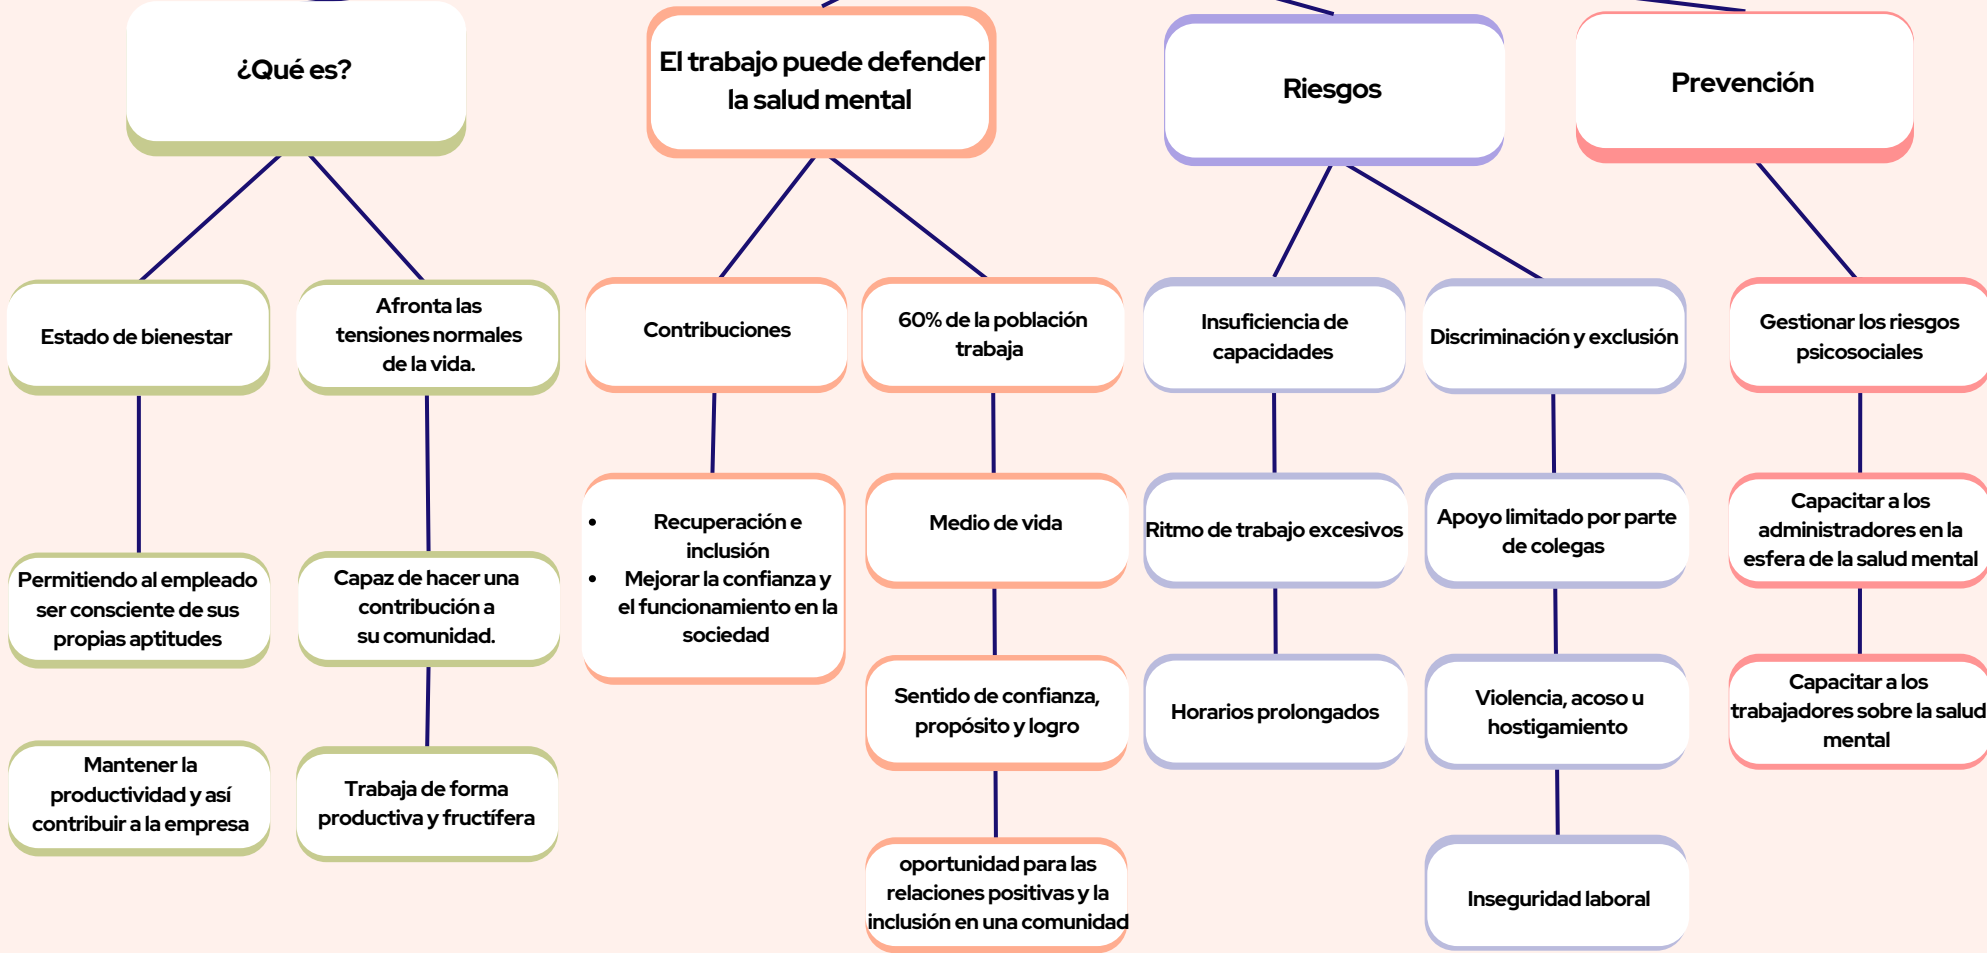 ¿Qué es?
El trabajo puede defender
la salud mental
Riesgos
Prevención
Estado de bienestar
Afronta las
tensiones normales
de la vida.
Contribuciones
60% de la población
trabaja
Insuficiencia de
capacidades
Discriminación y exclusión
Gestionar los riesgos
psicosociales
Permitiendo al empleado
ser consciente de sus
propias aptitudes
Capaz de hacer una
contribución a
su comunidad.
• Recuperación e
inclusión
• Mejorar la confianza y
el funcionamiento en la
sociedad
Medio de vida
Ritmo de trabajo excesivos
Apoyo limitado por parte
de colegas
Capacitar a los
administradores en la
esfera de la salud mental
Sentido de confianza,
propósito y logro
Horarios prolongados
Violencia, acoso u
hostigamiento
Capacitar a los
trabajadores sobre la salud
mental
Mantener la
productividad y así
contribuir a la empresa
Trabaja de forma
productiva y fructífera
oportunidad para las
relaciones positivas y la
inclusión en una comunidad
Inseguridad laboral